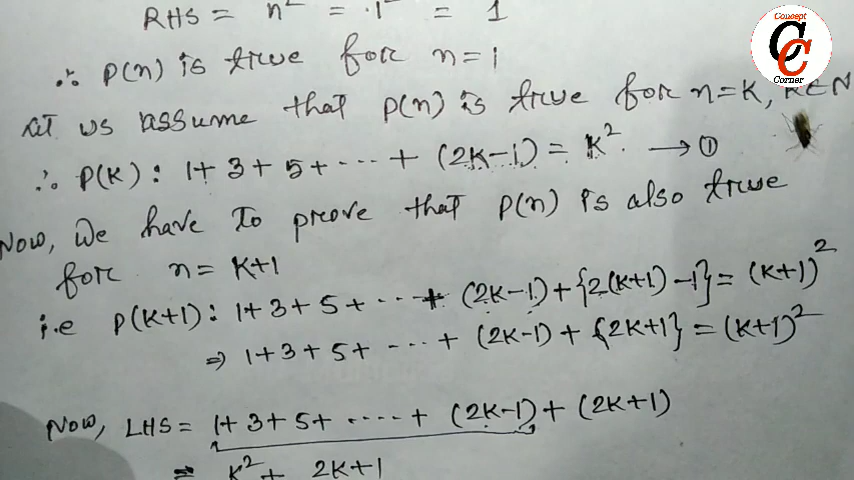 Concept
CC
Corner
RHS = n² = 1² = 1
∴ P(n) is true for n=1
Let us assume that P(n) is true for n=K, K∈N
∴ P(K): 1+3+5+ ··· + (2K-1) = K² → ①
Now, We have to prove that P(n) is also true
for n = K+1
i.e P(K+1): 1+3+5+ ··· + (2K-1)+{2(K+1)-1} = (K+1)²
⇒ 1+3+5+ ··· + (2K-1) + {2K+1} = (K+1)²
Now, LHS = 1+3+5+ ···· + (2K-1) + (2K+1)
= K² + 2K+1